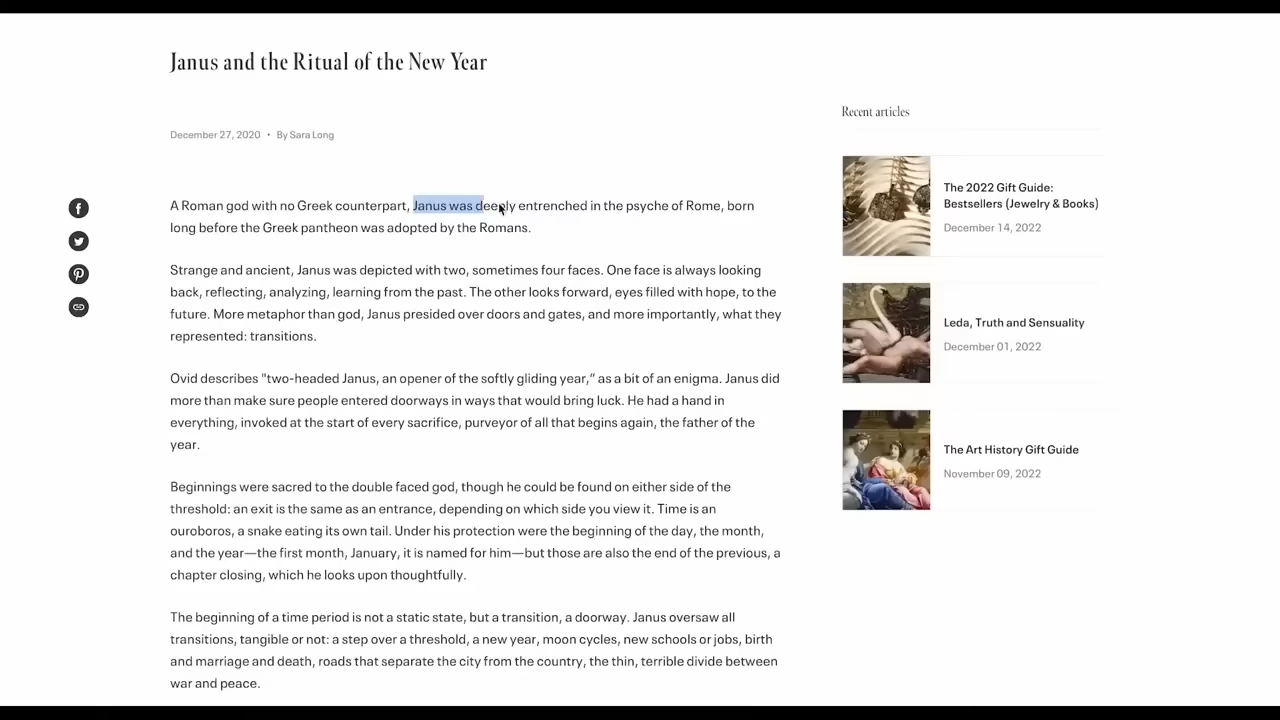 Janus and the Ritual of the New Year
December 27, 2020 • By Sara Long
A Roman god with no Greek counterpart, Janus was deeply entrenched in the psyche of Rome, born
long before the Greek pantheon was adopted by the Romans.
Strange and ancient, Janus was depicted with two, sometimes four faces. One face is always looking
back, reflecting, analyzing, learning from the past. The other looks forward, eyes filled with hope, to the
future. More metaphor than god, Janus presided over doors and gates, and more importantly, what they
represented: transitions.
Ovid describes "two-headed Janus, an opener of the softly gliding year,” as a bit of an enigma. Janus did
more than make sure people entered doorways in ways that would bring luck. He had a hand in
everything, invoked at the start of every sacrifice, purveyor of all that begins again, the father of the
year.
Beginnings were sacred to the double faced god, though he could be found on either side of the
threshold: an exit is the same as an entrance, depending on which side you view it. Time is an
ouroboros, a snake eating its own tail. Under his protection were the beginning of the day, the month,
and the year—the first month, January, it is named for him—but those are also the end of the previous, a
chapter closing, which he looks upon thoughtfully.
The beginning of a time period is not a static state, but a transition, a doorway. Janus oversaw all
transitions, tangible or not: a step over a threshold, a new year, moon cycles, new schools or jobs, birth
and marriage and death, roads that separate the city from the country, the thin, terrible divide between
war and peace.
Recent articles
The 2022 Gift Guide:
Bestsellers (Jewelry & Books)
December 14, 2022
Leda, Truth and Sensuality
December 01, 2022
The Art History Gift Guide
November 09, 2022